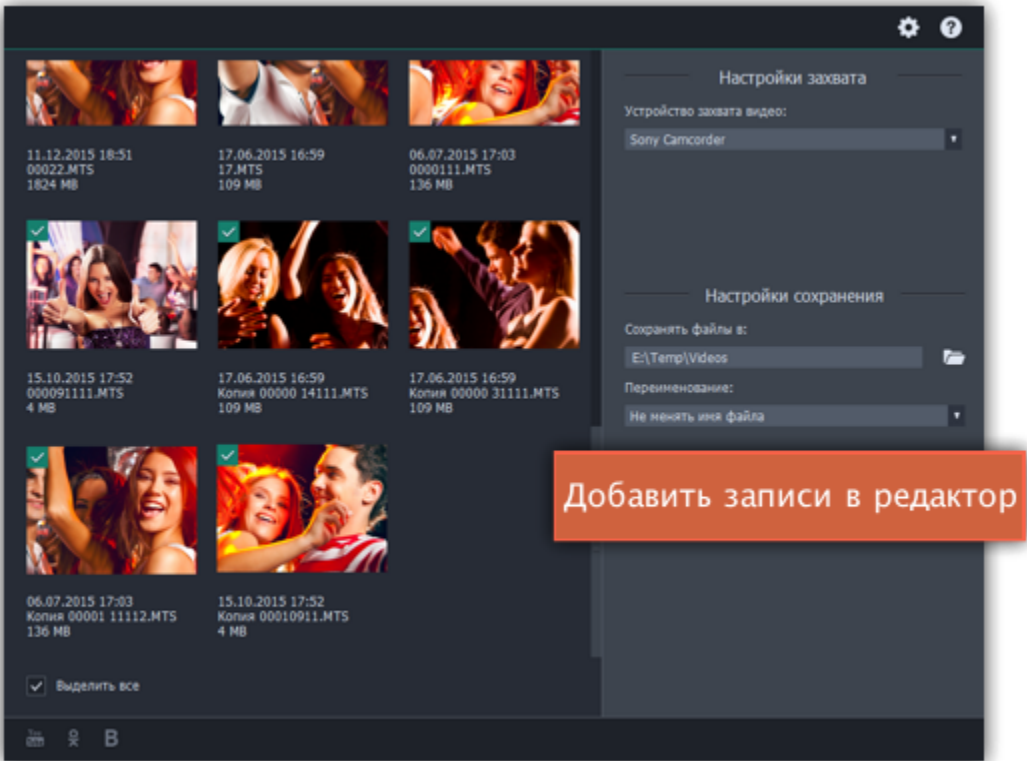 Настройки захвата
Устройство захвата видео:
Sony Camcorder
11.12.2015 18:51
00022.MTS
1824 MB
17.06.2015 16:59
17.MTS
109 MB
06.07.2015 17:03
0000111.MTS
136 MB
15.10.2015 17:52
000091111.MTS
4 MB
17.06.2015 16:59
Копия 00000 14111.MTS
109 MB
17.06.2015 16:59
Копия 00000 31111.MTS
109 MB
06.07.2015 17:03
Копия 00001 11112.MTS
136 MB
15.10.2015 17:52
Копия 00010911.MTS
4 MB
Выделить все
Настройки сохранения
Сохранять файлы в:
E:\Temp\Videos
Переименование:
Не менять имя файла
Добавить записи в редактор
You Tube
B